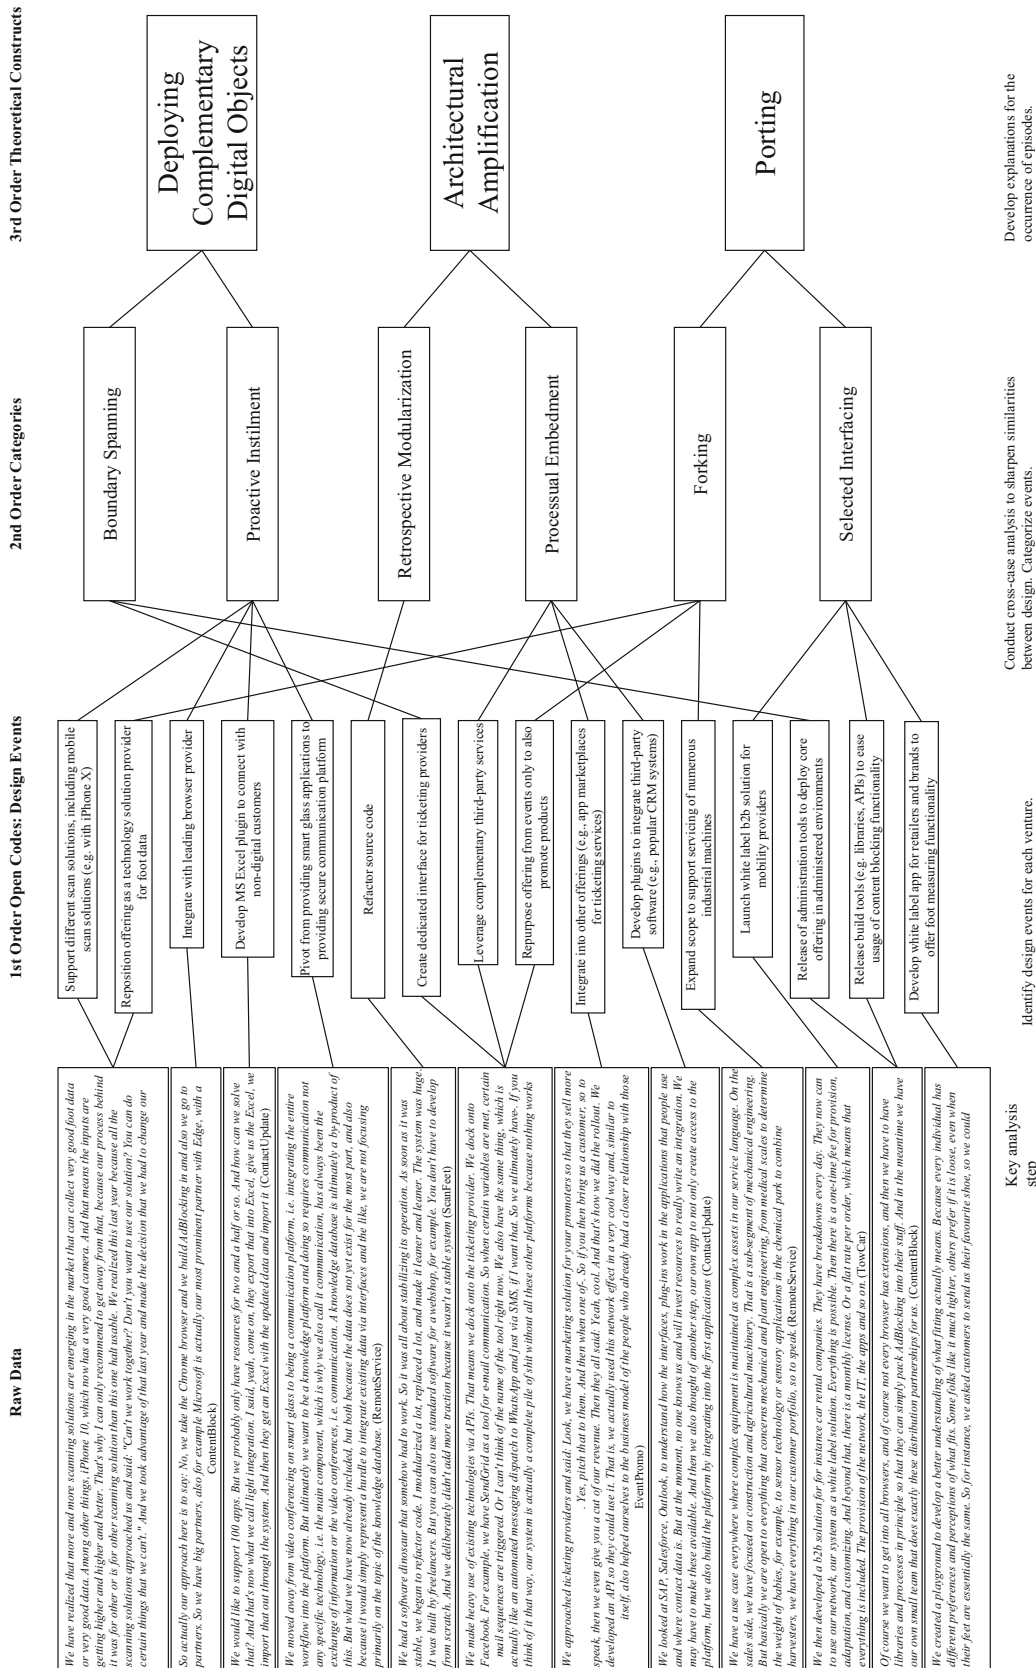 Raw Data
1st Order Open Codes: Design Events
2nd Order Categories
3rd Order Theoretical Constructs
We have realized that more and more scanning solutions are emerging in the market that can collect very good foot data
or very good data. Among other things, iPhone 10, which now has a very good camera. And that means the inputs are
getting higher and higher and better. That's why I can only recommend to get away from that, because our process behind
it was for other or is for other scanning solution than this one halt usable. We realized this last year because all the
scanning solutions approached us and said: "Can't we work together? Don't you want to use our solution? You can do
certain things that we can't." And we took advantage of that last year and made the decision that we had to change our
So actually our approach here is to say: No, we take the Chrome browser and we build AdBlocking in and also we go to
partners. So we have big partners, also for example Microsoft is actually our most prominent partner with Edge, with a
ContentBlock)
We would like to support 100 apps. But we probably only have resources for two and a half or so. And how can we solve
that? And that's now what we call light integration. I said, yeah, come on, they export that into Excel, give us the Excel, we
import that out through the system. And then they get an Excel with the updated data and import it (ContactUpdate)
We moved away from video conferencing on smart glass to being a communication platform, i.e. integrating the entire
workflow into the platform. But ultimately we want to be a knowledge platform and doing so requires communication not
any specific technology, i.e. the main component, which is why we also call it communication, has always been the
exchange of information or the video conferences, i.e. communication. A knowledge database is ultimately a by-product of
this. But what we have now already included, but both because the data does not yet exist for the most part, and also
because it would simply represent a hurdle to integrate existing data via interfaces and the like, we are not focusing
primarily on the topic of the knowledge database. (RemoteService)
We had a software dinosaur that somehow had to work. So it was all about stabilizing its operation. As soon as it was
stable, we began to refactor code. I modularized a lot, replaced a lot, and made it leaner and leaner. The system was huge.
It was built by freelancers. But you can also use standard software for a webshop, for example. You don't have to develop
from scratch. And we deliberately didn't add more traction because it wasn't a stable system (ScanFeet)
We make heavy use of existing technologies via APIs. That means we dock onto the ticketing provider. We dock onto
Facebook. For example, we have SendGrid as a tool for e-mail communication. So when certain variables are met, certain
mail sequences are triggered. Or I can't think of the name of the tool right now. We also have the same thing, which is
actually like an automated messaging dispatch to WhatsApp and just via SMS, if I want that. So we ultimately have- If you
think of it that way, our system is actually a complete pile of shit without all these other platforms because nothing works
We approached ticketing providers and said: Look, we have a marketing solution for your promoters so that they sell more
. Yes, pitch that to them. And then when one of- So if you then bring us a customer, so to
speak, then we even give you a cut of our revenue. Then they all said: Yeah, cool. And that's how we did the rollout. We
developed an API so they could use it. That is, we actually used this network effect in a very cool way and, similar to
itself, also helped ourselves to the business model of the people who already had a closer relationship with those
EventPromo)
We looked at SAP, Salesforce, Outlook, to understand how the interfaces, plug-ins work in the applications that people use
and where contact data is. But at the moment, no one knows us and will invest resources to really write an integration. We
may have to make these available. And then we also thought of another step, our own app to not only create access to the
platform, but we also build the platform by integrating into the first applications (ContactUpdate)
We have a use case everywhere where complex equipment is maintained as complex assets in our service language. On the
sales side, we have focused on construction and agricultural machinery. That is a sub-segment of mechanical engineering.
But basically we are open to everything that concerns mechanical and plant engineering, from medical scales to determine
the weight of babies, for example, to sensor technology or sensory applications in the chemical park to combine
harvesters, we have everything in our customer portfolio, so to speak. (RemoteService)
We then developed a b2b solution for for instance car rental companies. They have breakdowns every day. They now can
to use our network, our system as a white label solution. Everything is possible. Then there is a one-time fee for provision,
adaptation, and customizing. And beyond that, there is a monthly license. Or a flat rate per order, which means that
everything is included. The provision of the network, the IT, the apps and so on. (TowCar)
Of course we want to get into all browsers, and of course not every browser has extensions, and then we have to have
libraries and processes in principle so that they can simply pack AdBlocking into their stuff. And in the meantime we have
our own small team that does exactly these distribution partnerships for us. (ContentBlock)
We created a playground to develop a better understanding of what fitting actually means. Because every individual has
different preferences and perceptions of what fits. Some folks like it much tighter, others prefer if it is loose, even when
their feet are essentially the same. So for instance, we asked customers to send us their favourite shoe, so we could
Support different scan solutions, including mobile
scan solutions (e.g. with iPhone X)
Reposition offering as a technology solution provider
for foot data
Integrate with leading browser provider
Develop MS Excel plugin to connect with
non-digital customers
Pivot from providing smart glass applications to
providing secure communication platform
Refactor source code
Create dedicated interface for ticketing providers
Leverage complementary third-party services
Repurpose offering from events only to also
promote products
Integrate into other offerings (e.g., app marketplaces
for ticketing services)
Develop plugins to integrate third-party
software (e.g., popular CRM systems)
Expand scope to support servicing of numerous
industrial machines
Launch white label b2b solution for
mobility providers
Release of administration tools to deploy core
offering in administered environments
Release build tools (e.g. libraries, APIs) to ease
usage of content blocking functionality
Develop white label app for retailers and brands to
offer foot measuring functionality
Boundary Spanning
Proactive Instilment
Retrospective Modularization
Processual Embedment
Forking
Selected Interfacing
Deploying
Complementary
Digital Objects
Architectural
Amplification
Porting
Key analysis
step
Identify design events for each venture.
Conduct cross-case analysis to sharpen similarities
between design. Categorize events.
Develop explanations for the
occurrence of episodes.